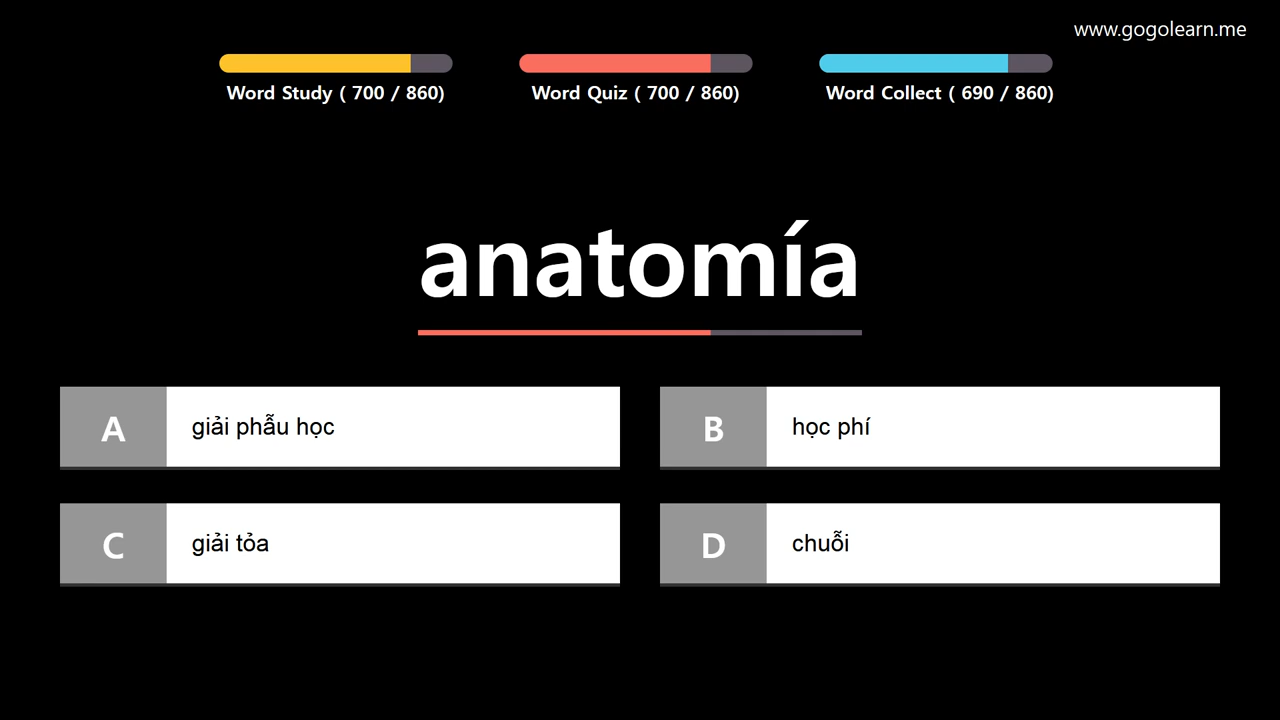 www.gogolearn.me
Word Study ( 700 / 860)
Word Quiz ( 700 / 860)
Word Collect ( 690 / 860)
anatomía
A
giải phẫu học
B
học phí
C
giải tỏa
D
chuỗi